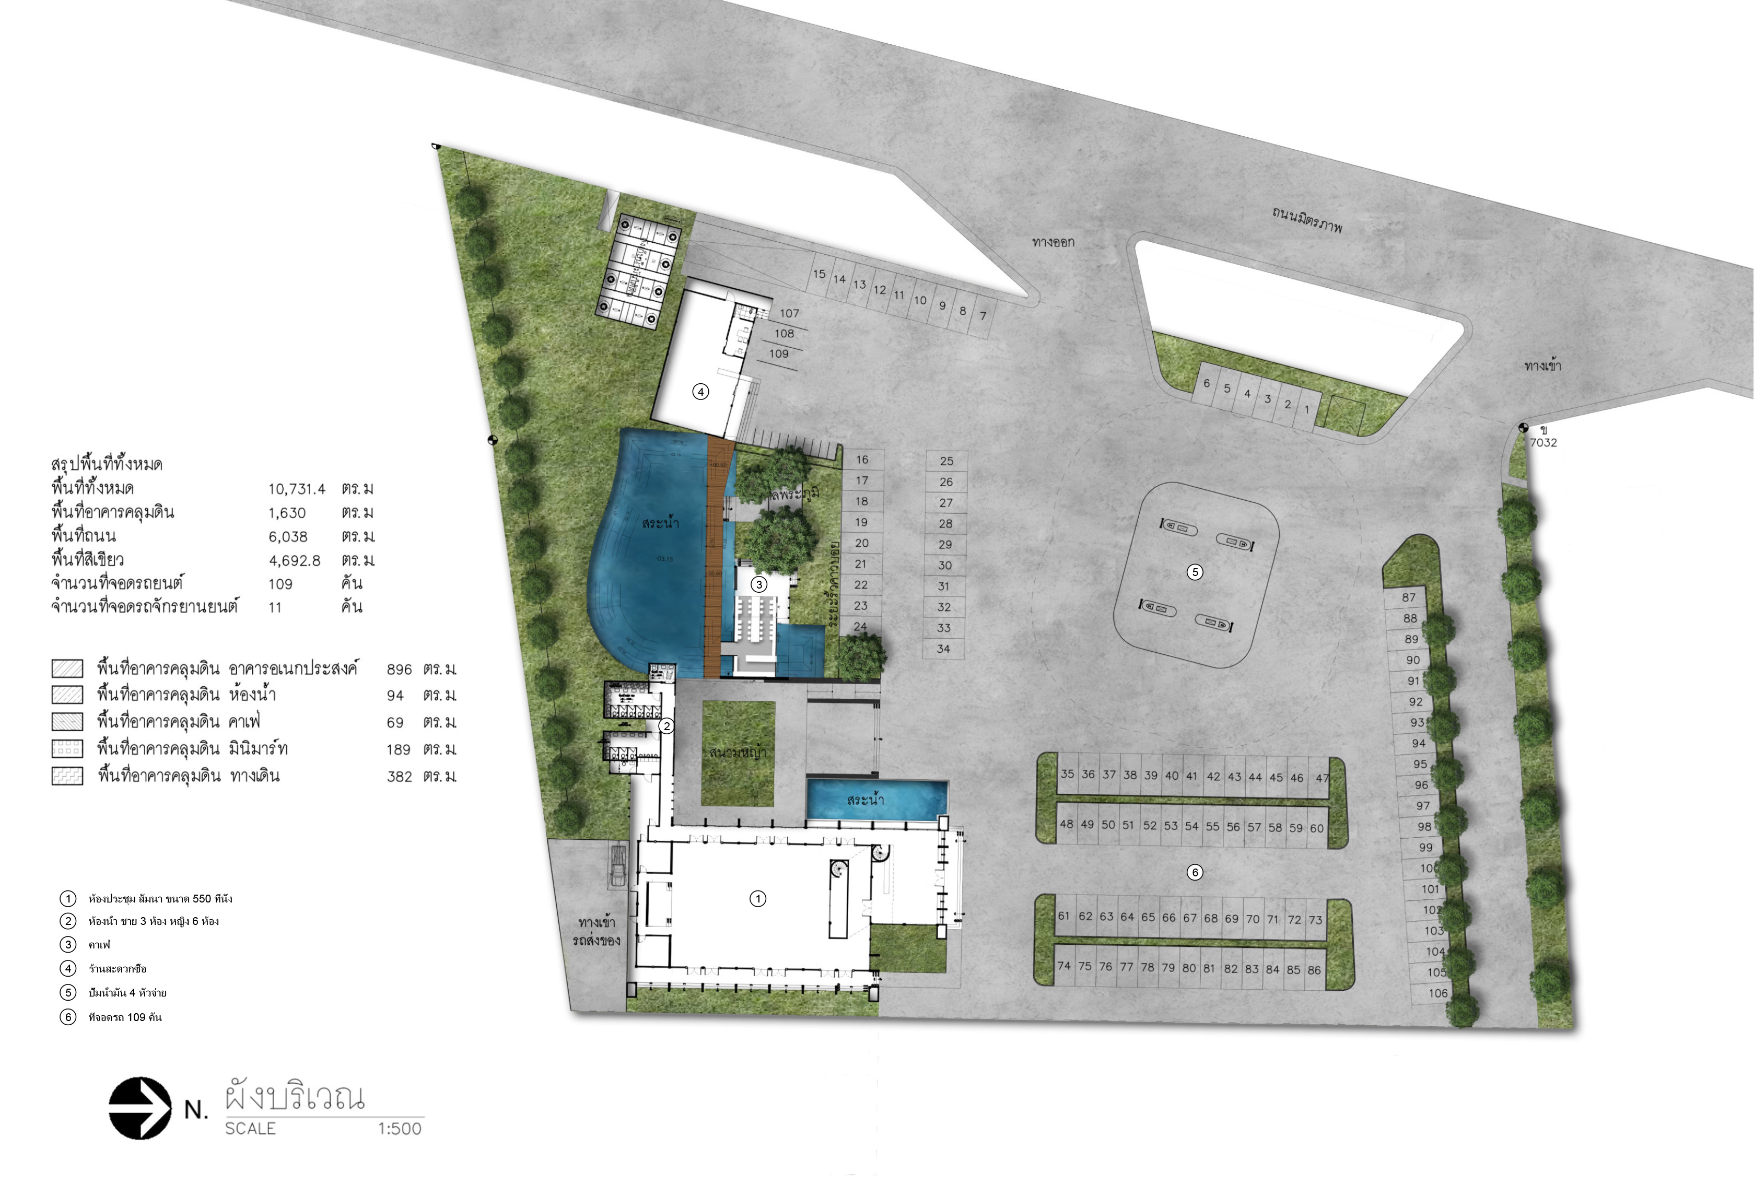 ถนนมิตรภาพ
ทางออก
ทางเข้า
ข
7032
15 14 13 12 11 10 9 8 7
107
108
109
6 5 4 3 2 1
4
สรุปพื้นที่ทั้งหมด
พื้นที่ทั้งหมด 10,731.4 ตร.ม
พื้นที่อาคารคลุมดิน 1,630 ตร.ม
พื้นที่ถนน 6,038 ตร.ม
พื้นที่สีเขียว 4,692.8 ตร.ม
จำนวนที่จอดรถยนต์ 109 คัน
จำนวนที่จอดรถจักรยานยนต์ 11 คัน
พื้นที่อาคารคลุมดิน อาคารอเนกประสงค์ 896 ตร.ม
พื้นที่อาคารคลุมดิน ห้องน้ำ 94 ตร.ม
พื้นที่อาคารคลุมดิน คาเฟ่ 69 ตร.ม
พื้นที่อาคารคลุมดิน มินิมาร์ท 189 ตร.ม
พื้นที่อาคารคลุมดิน ทางเดิน 382 ตร.ม
สระน้ำ
3
5
16
17
18
19
20
21
22
23
24
25
26
27
28
29
30
31
32
33
34
87
88
89
90
91
92
93
94
95
96
97
98
99
100
101
102
103
104
105
106
2
สนามหญ้า
สระน้ำ
35 36 37 38 39 40 41 42 43 44 45 46 47
48 49 50 51 52 53 54 55 56 57 58 59 60
6
61 62 63 64 65 66 67 68 69 70 71 72 73
74 75 76 77 78 79 80 81 82 83 84 85 86
1
ทางเข้า
รถส่งของ
1 ห้องประชุม สัมนา ขนาด 550 ที่นั่ง
2 ห้องน้ำ ชาย 3 ห้อง หญิง 6 ห้อง
3 คาเฟ่
4 ร้านสะดวกซื้อ
5 ปั๊มน้ำมัน 4 หัวจ่าย
6 ที่จอดรถ 109 คัน
N.
ผังบริเวณ
SCALE 1:500